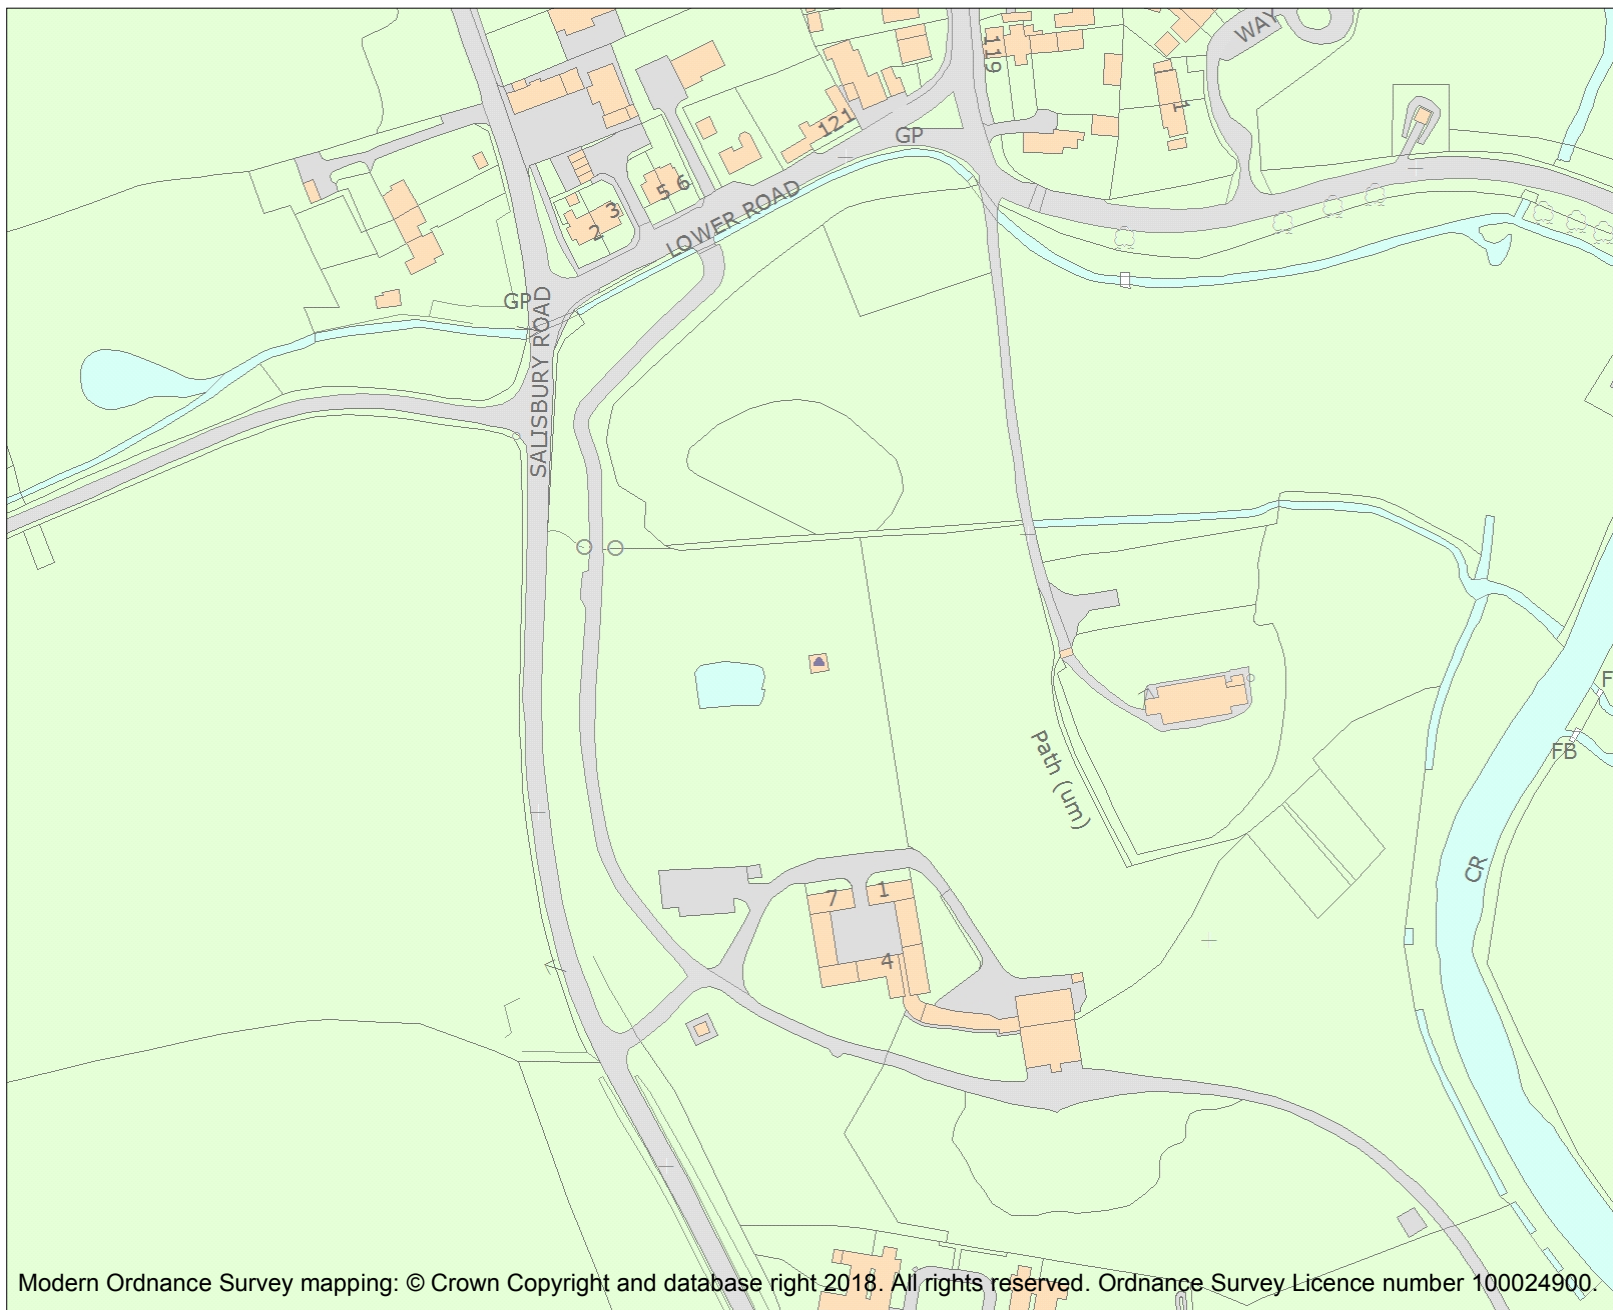 WAY
119
1
121
GP
5 6
3
2
LOWER ROAD
GP
SALISBURY ROAD
F
FB
Path (um)
CR
7
1
4
Modern Ordnance Survey mapping: © Crown Copyright and database right 2018. All rights reserved. Ordnance Survey Licence number 100024900.